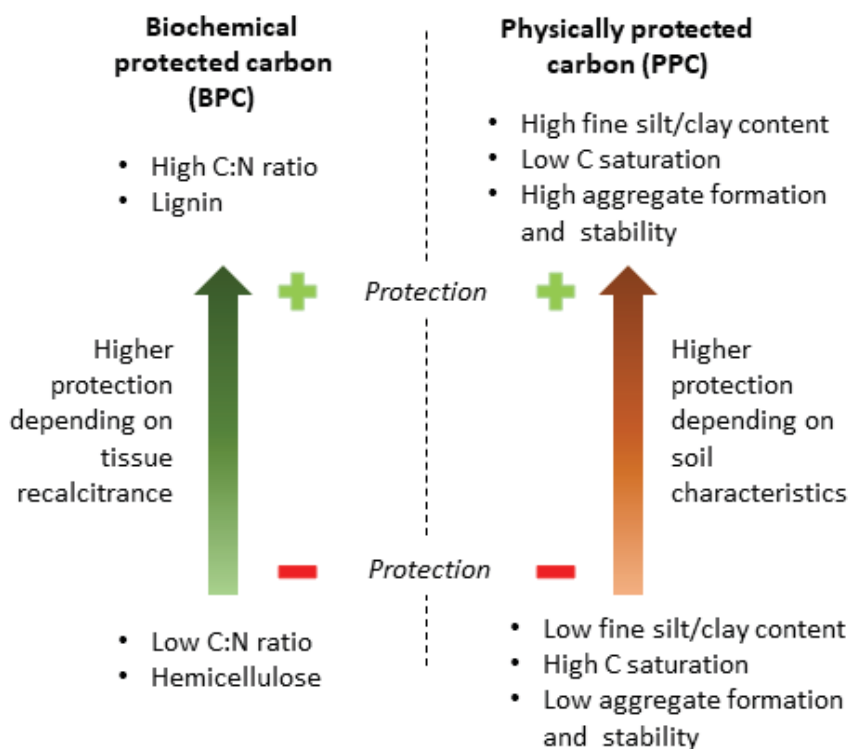 Biochemical
protected carbon
(BPC)
• High C:N ratio
• Lignin
Higher
protection
depending on
tissue
recalcitrance
• Low C:N ratio
• Hemicellulose
Protection
Protection
Physically protected
carbon (PPC)
• High fine silt/clay content
• Low C saturation
• High aggregate formation
and stability
Higher
protection
depending on
soil
characteristics
• Low fine silt/clay content
• High C saturation
• Low aggregate formation
and stability